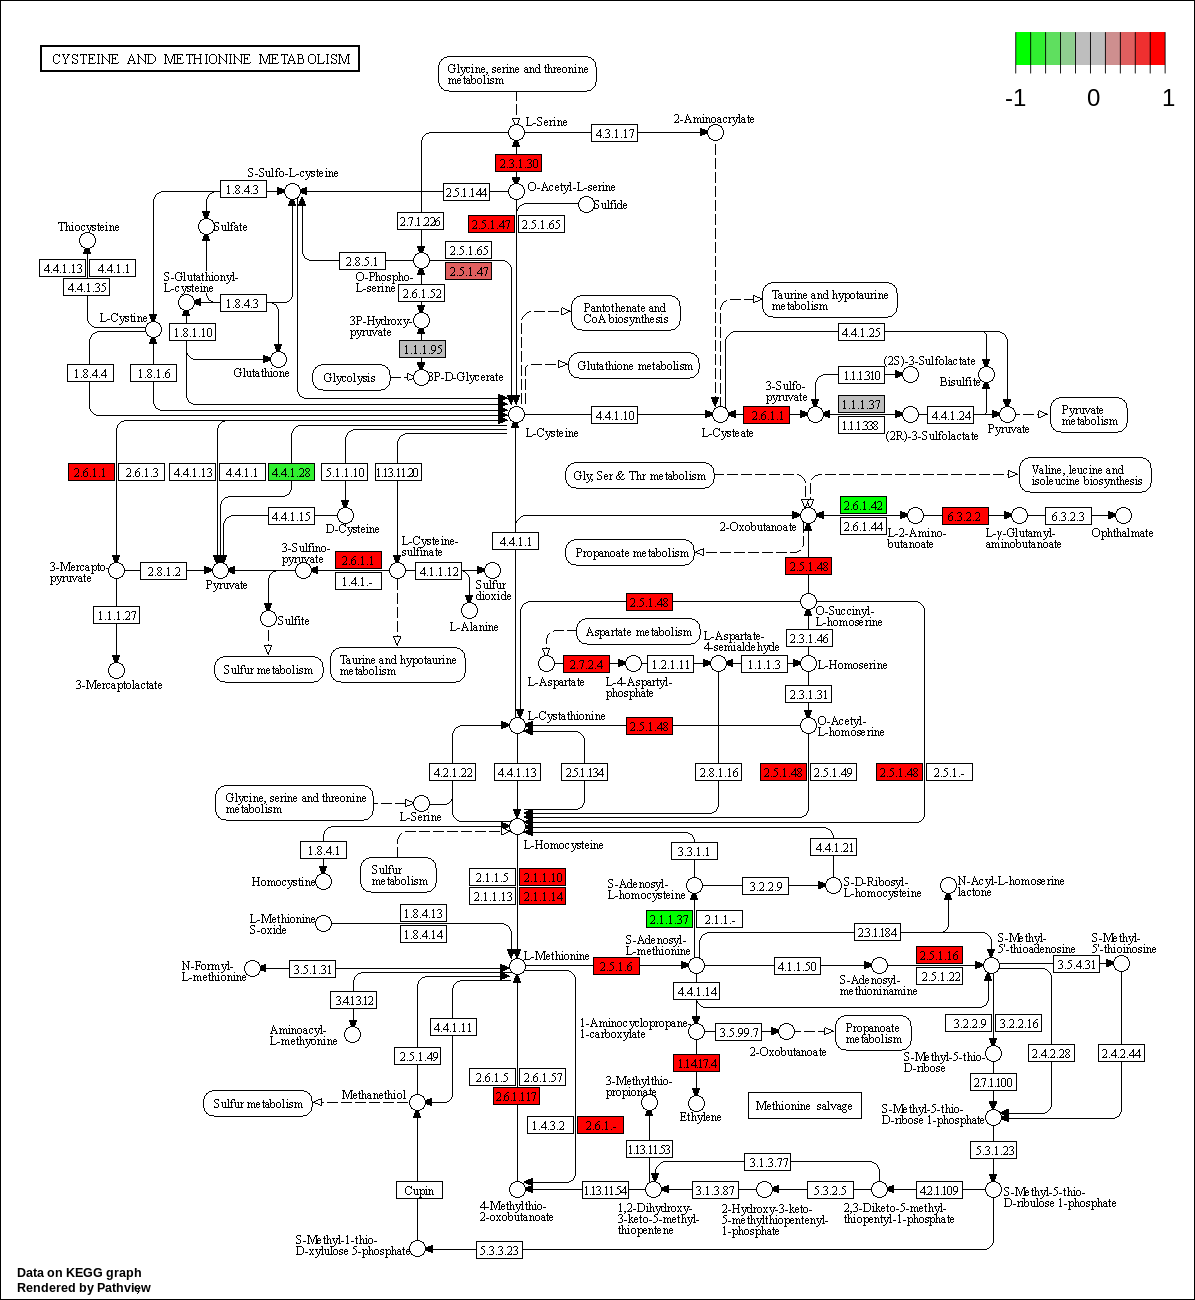 CYSTEINE AND METHIONINE METABOLISM
-1 0 1
Glycine, serine and threonine
metabolism
L-Serine
4.3.1.17
2-Aminoacrylate
2.3.1.30
S-Sulfo-L-cysteine
1.8.4.3
2.5.1.144
O-Acetyl-L-serine
Sulfide
Thiocysteine
Sulfate
2.7.1.226
2.5.1.47
2.5.1.65
4.4.1.13
4.4.1.1
4.4.1.35
2.8.5.1
2.5.1.65
2.5.1.47
S-Glutathionyl-
L-cysteine
O-Phospho-
L-serine
2.6.1.52
1.8.4.3
L-Cystine
1.8.1.10
3P-Hydroxy-
pyruvate
Pantothenate and
CoA biosynthesis
Taurine and hypotaurine
metabolism
4.4.1.25
1.1.1.95
Glutathione
1.8.4.4
1.8.1.6
Glycolysis
3P-D-Glycerate
Glutathione metabolism
(2S)-3-Sulfolactate
1.1.1.310
Bisulfite
3-Sulfo-
pyruvate
1.1.1.37
1.1.1.338
L-Cysteine
4.4.1.10
L-Cysteate
2.6.1.1
4.4.1.24
(2R)-3-Sulfolactate
Pyruvate
Pyruvate
metabolism
2.6.1.1
2.6.1.3
4.4.1.13
4.4.1.1
4.4.1.28
5.1.1.10
1.13.11.20
Gly, Ser & Thr metabolism
Valine, leucine and
isoleucine biosynthesis
4.4.1.15
D-Cysteine
2-Oxobutanoate
2.6.1.42
2.6.1.44
L-2-Amino-
butanoate
6.3.2.2
L-γ-Glutamyl-
aminobutanoate
6.3.2.3
Ophthalmate
4.4.1.1
Propanoate metabolism
3-Mercapto-
pyruvate
2.8.1.2
Pyruvate
3-Sulfino-
pyruvate
2.6.1.1
1.4.1.-
L-Cysteine-
sulfinate
4.1.1.12
Sulfur
dioxide
2.5.1.48
1.1.1.27
Sulfite
L-Alanine
2.5.1.48
O-Succinyl-
L-homoserine
Aspartate metabolism
L-Aspartate-
4-semialdehyde
2.3.1.46
Sulfur metabolism
Taurine and hypotaurine
metabolism
3-Mercaptolactate
L-Aspartate
2.7.2.4
L-4-Aspartyl-
phosphate
1.2.1.11
1.1.1.3
L-Homoserine
2.3.1.31
L-Cystathionine
2.5.1.48
O-Acetyl-
L-homoserine
4.2.1.22
4.4.1.13
2.5.1.134
2.8.1.16
2.5.1.48
2.5.1.49
2.5.1.48
2.5.1.-
Glycine, serine and threonine
metabolism
L-Serine
L-Homocysteine
1.8.4.1
Sulfur
metabolism
3.3.1.1
4.4.1.21
Homocystine
2.1.1.5
2.1.1.10
2.1.1.13
2.1.1.14
S-Adenosyl-
L-homocysteine
3.2.2.9
S-D-Ribosyl-
L-homocysteine
N-Acyl-L-homoserine
lactone
L-Methionine
S-oxide
1.8.4.13
1.8.4.14
2.1.1.37
2.1.1.-
2.3.1.184
S-Adenosyl-
L-methionine
S-Methyl-
5'-thioadenosine
S-Methyl-
5'-thioinosine
N-Formyl-
L-methionine
3.5.1.31
L-Methionine
2.5.1.6
4.1.1.50
S-Adenosyl-
methioninamine
2.5.1.16
2.5.1.22
3.5.4.31
3.4.13.12
4.4.1.14
Aminoacyl-
L-methyonine
4.4.1.11
1-Aminocyclopropane-
1-carboxylate
3.5.99.7
2-Oxobutanoate
Propanoate
metabolism
3.2.2.9
3.2.2.16
2.5.1.49
S-Methyl-5-thio-
D-ribose
2.4.2.28
2.4.2.44
1.14.17.4
2.6.1.5
2.6.1.57
2.6.1.117
3-Methylthio-
propionate
2.7.1.100
Sulfur metabolism
Methanethiol
Ethylene
Methionine salvage
S-Methyl-5-thio-
D-ribose 1-phosphate
1.4.3.2
2.6.1.-
1.13.11.53
5.3.1.23
3.1.3.77
Cupin
4-Methylthio-
2-oxobutanoate
1.13.11.54
1,2-Dihydroxy-
3-keto-5-methyl-
thiopentene
3.1.3.87
2-Hydroxy-3-keto-
5-methylthiopentenyl-
1-phosphate
5.3.2.5
2,3-Diketo-5-methyl-
thiopentyl-1-phosphate
4.2.1.109
S-Methyl-5-thio-
D-ribulose 1-phosphate
S-Methyl-1-thio-
D-xylulose 5-phosphate
5.3.3.23
Data on KEGG graph
Rendered by Pathview